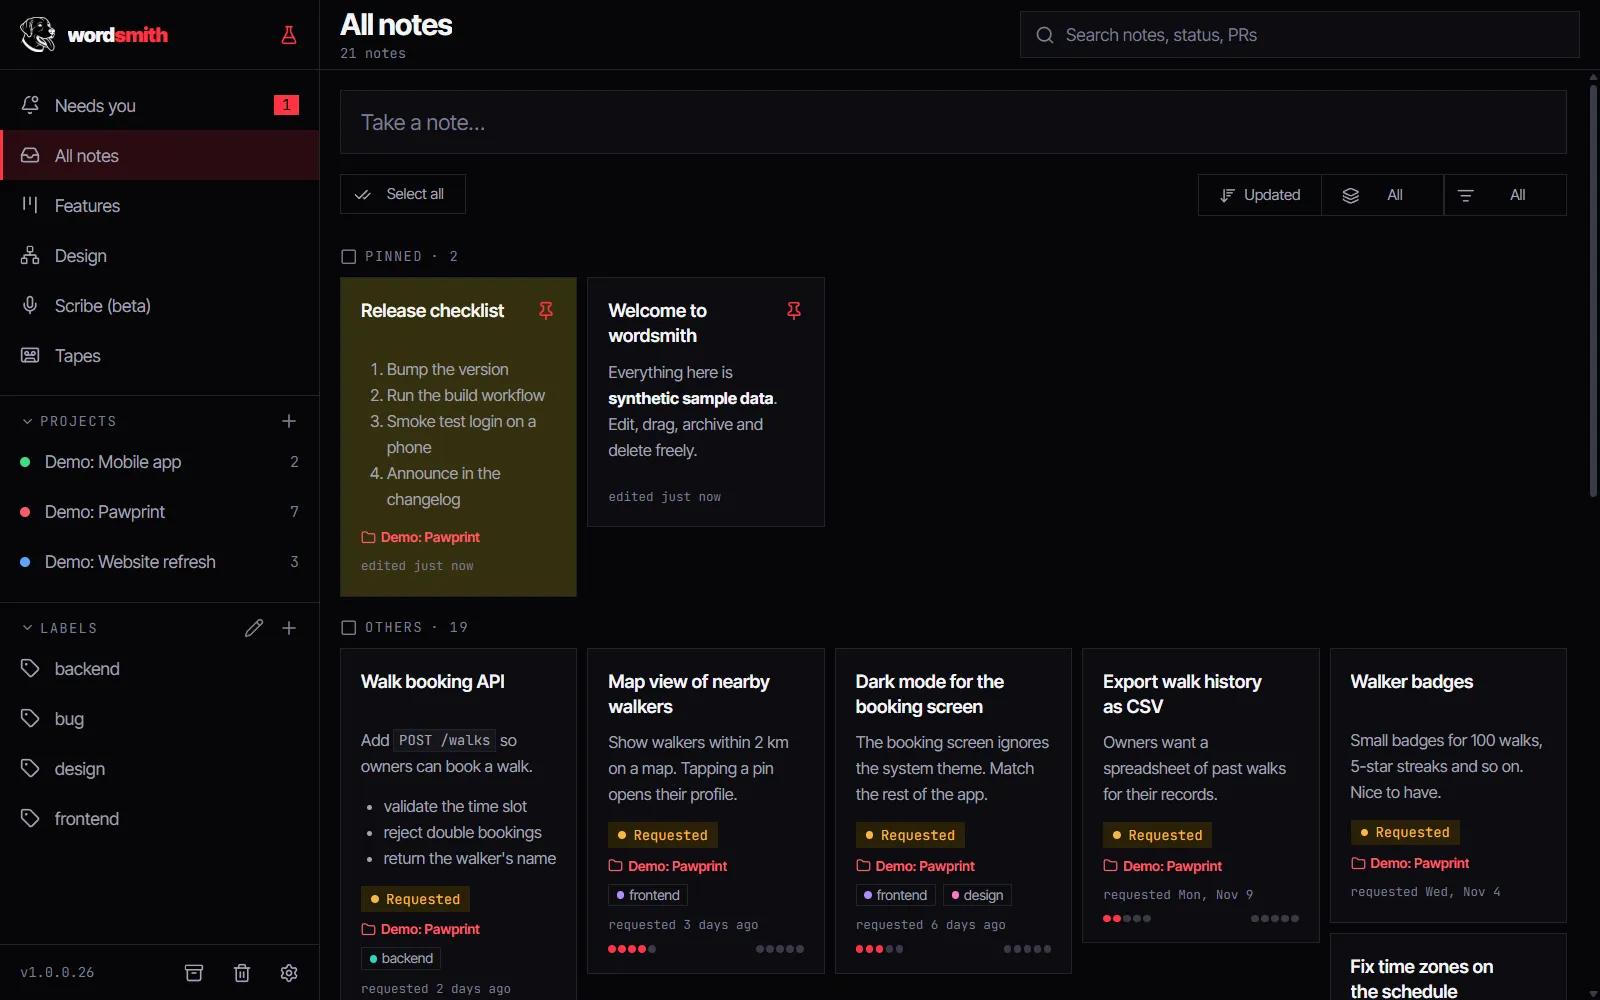 wordsmith
All notes
21 notes
Search notes, status, PRs
Needs you
1
All notes
Features
Design
Scribe (beta)
Tapes
PROJECTS
Demo: Mobile app
2
Demo: Pawprint
7
Demo: Website refresh
3
LABELS
backend
bug
design
frontend
v1.0.0.26
Take a note...
Select all
Updated
All
All
PINNED · 2
Release checklist
1. Bump the version
2. Run the build workflow
3. Smoke test login on a
phone
4. Announce in the
changelog
Demo: Pawprint
edited just now
Welcome to
wordsmith
Everything here is
synthetic sample data.
Edit, drag, archive and
delete freely.
edited just now
OTHERS · 19
Walk booking API
Add POST /walks so
owners can book a walk.
• validate the time slot
• reject double bookings
• return the walker's name
Requested
Demo: Pawprint
backend
requested 2 days ago
Map view of nearby
walkers
Show walkers within 2 km
on a map. Tapping a pin
opens their profile.
Requested
Demo: Pawprint
frontend
requested 3 days ago
Dark mode for the
booking screen
The booking screen ignores
the system theme. Match
the rest of the app.
Requested
Demo: Pawprint
frontend
design
requested 6 days ago
Export walk history
as CSV
Owners want a
spreadsheet of past walks
for their records.
Requested
Demo: Pawprint
requested Mon, Nov 9
Walker badges
Small badges for 100 walks,
5-star streaks and so on.
Nice to have.
Requested
Demo: Pawprint
requested Wed, Nov 4
Fix time zones on
the schedule